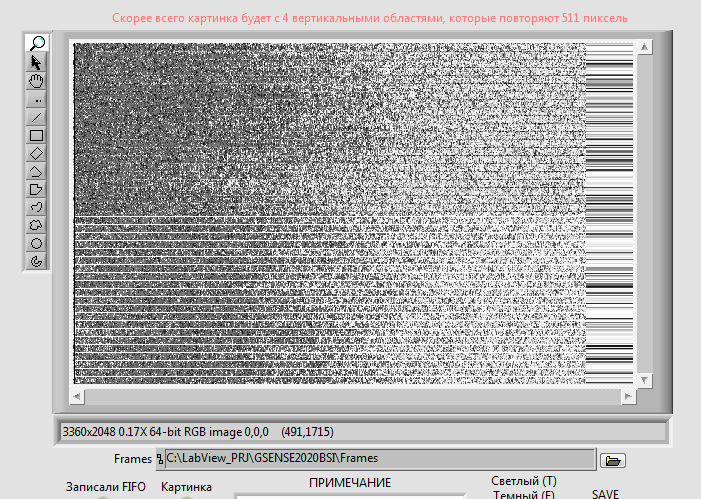 Скорее всего картинка будет с 4 вертикальными областями, которые повторяют 511 пиксель
3360x2048 0.17X 64-bit RGB image 0,0,0 (491,1715)
Frames C:\LabView_PRJ\GSENSE2020BSI\Frames
Записали FIFO Картинка ПРИМЕЧАНИЕ Светлый (T)
Темный (F) SAVE